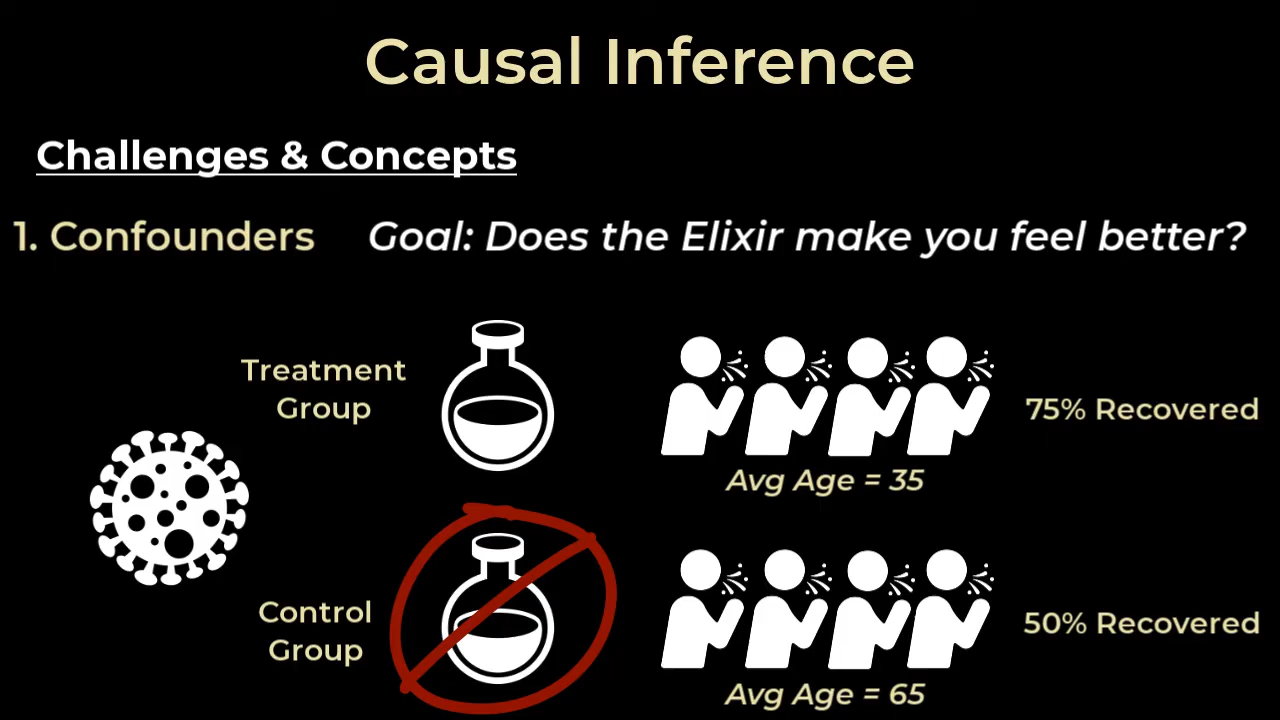 Causal Inference
Challenges & Concepts
1. Confounders
Goal: Does the Elixir make you feel better?
Treatment
Group
75% Recovered
Avg Age = 35
Control
Group
50% Recovered
Avg Age = 65